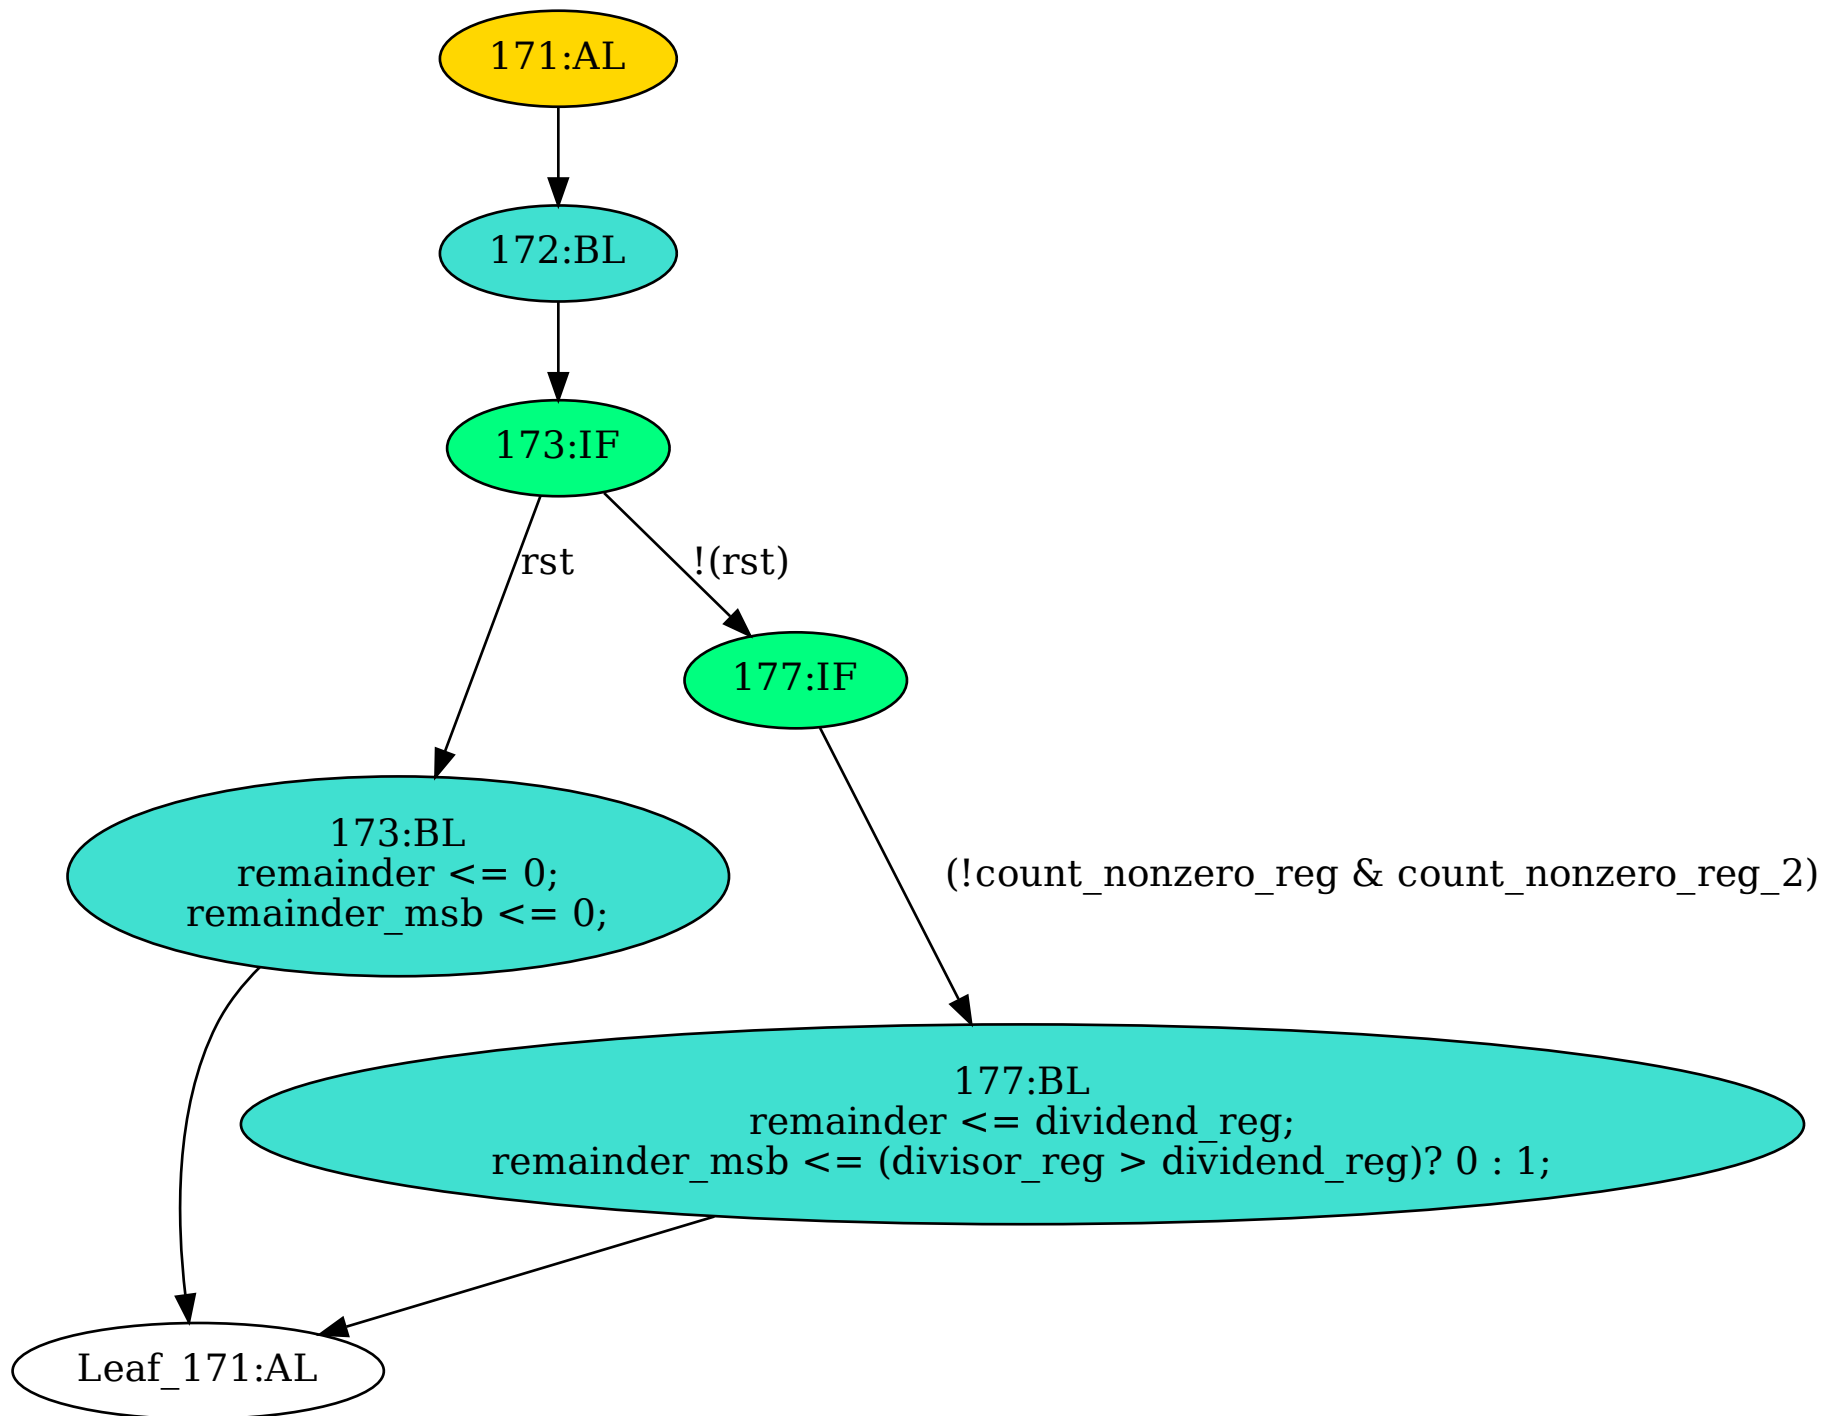 171:AL
172:BL
173:IF
rst
!(rst)
177:IF
173:BL
remainder <= 0;
remainder_msb <= 0;
(!count_nonzero_reg & count_nonzero_reg_2)
177:BL
remainder <= dividend_reg;
remainder_msb <= (divisor_reg > dividend_reg)? 0 : 1;
Leaf_171:AL